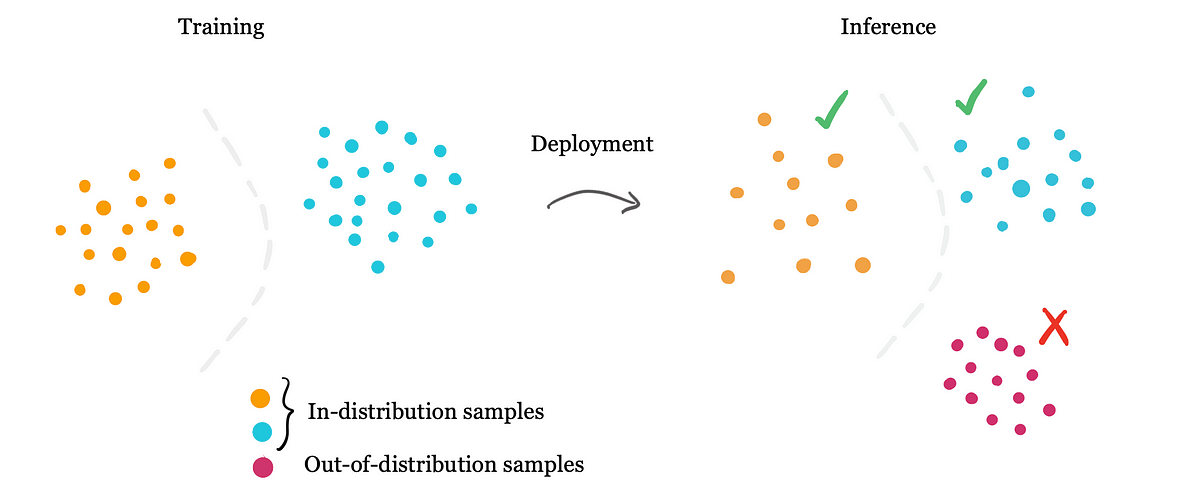 Training
Inference
Deployment
In-distribution samples
Out-of-distribution samples